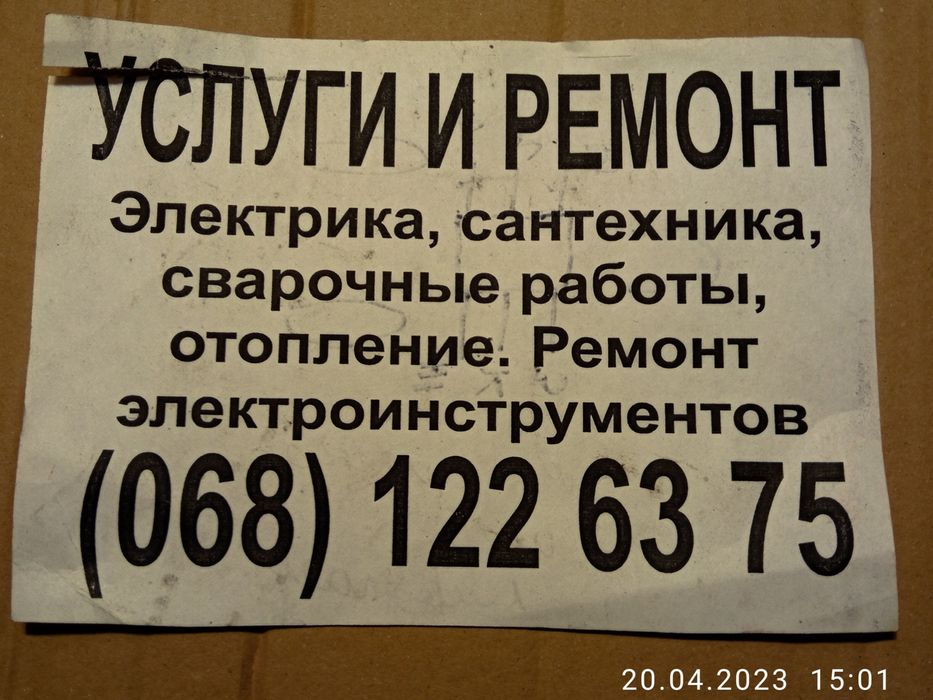 УСЛУГИ И РЕМОНТ
Электрика, сантехника,
сварочные работы,
отопление. Ремонт
электроинструментов
(068) 122 63 75
20.04.2023 15:01